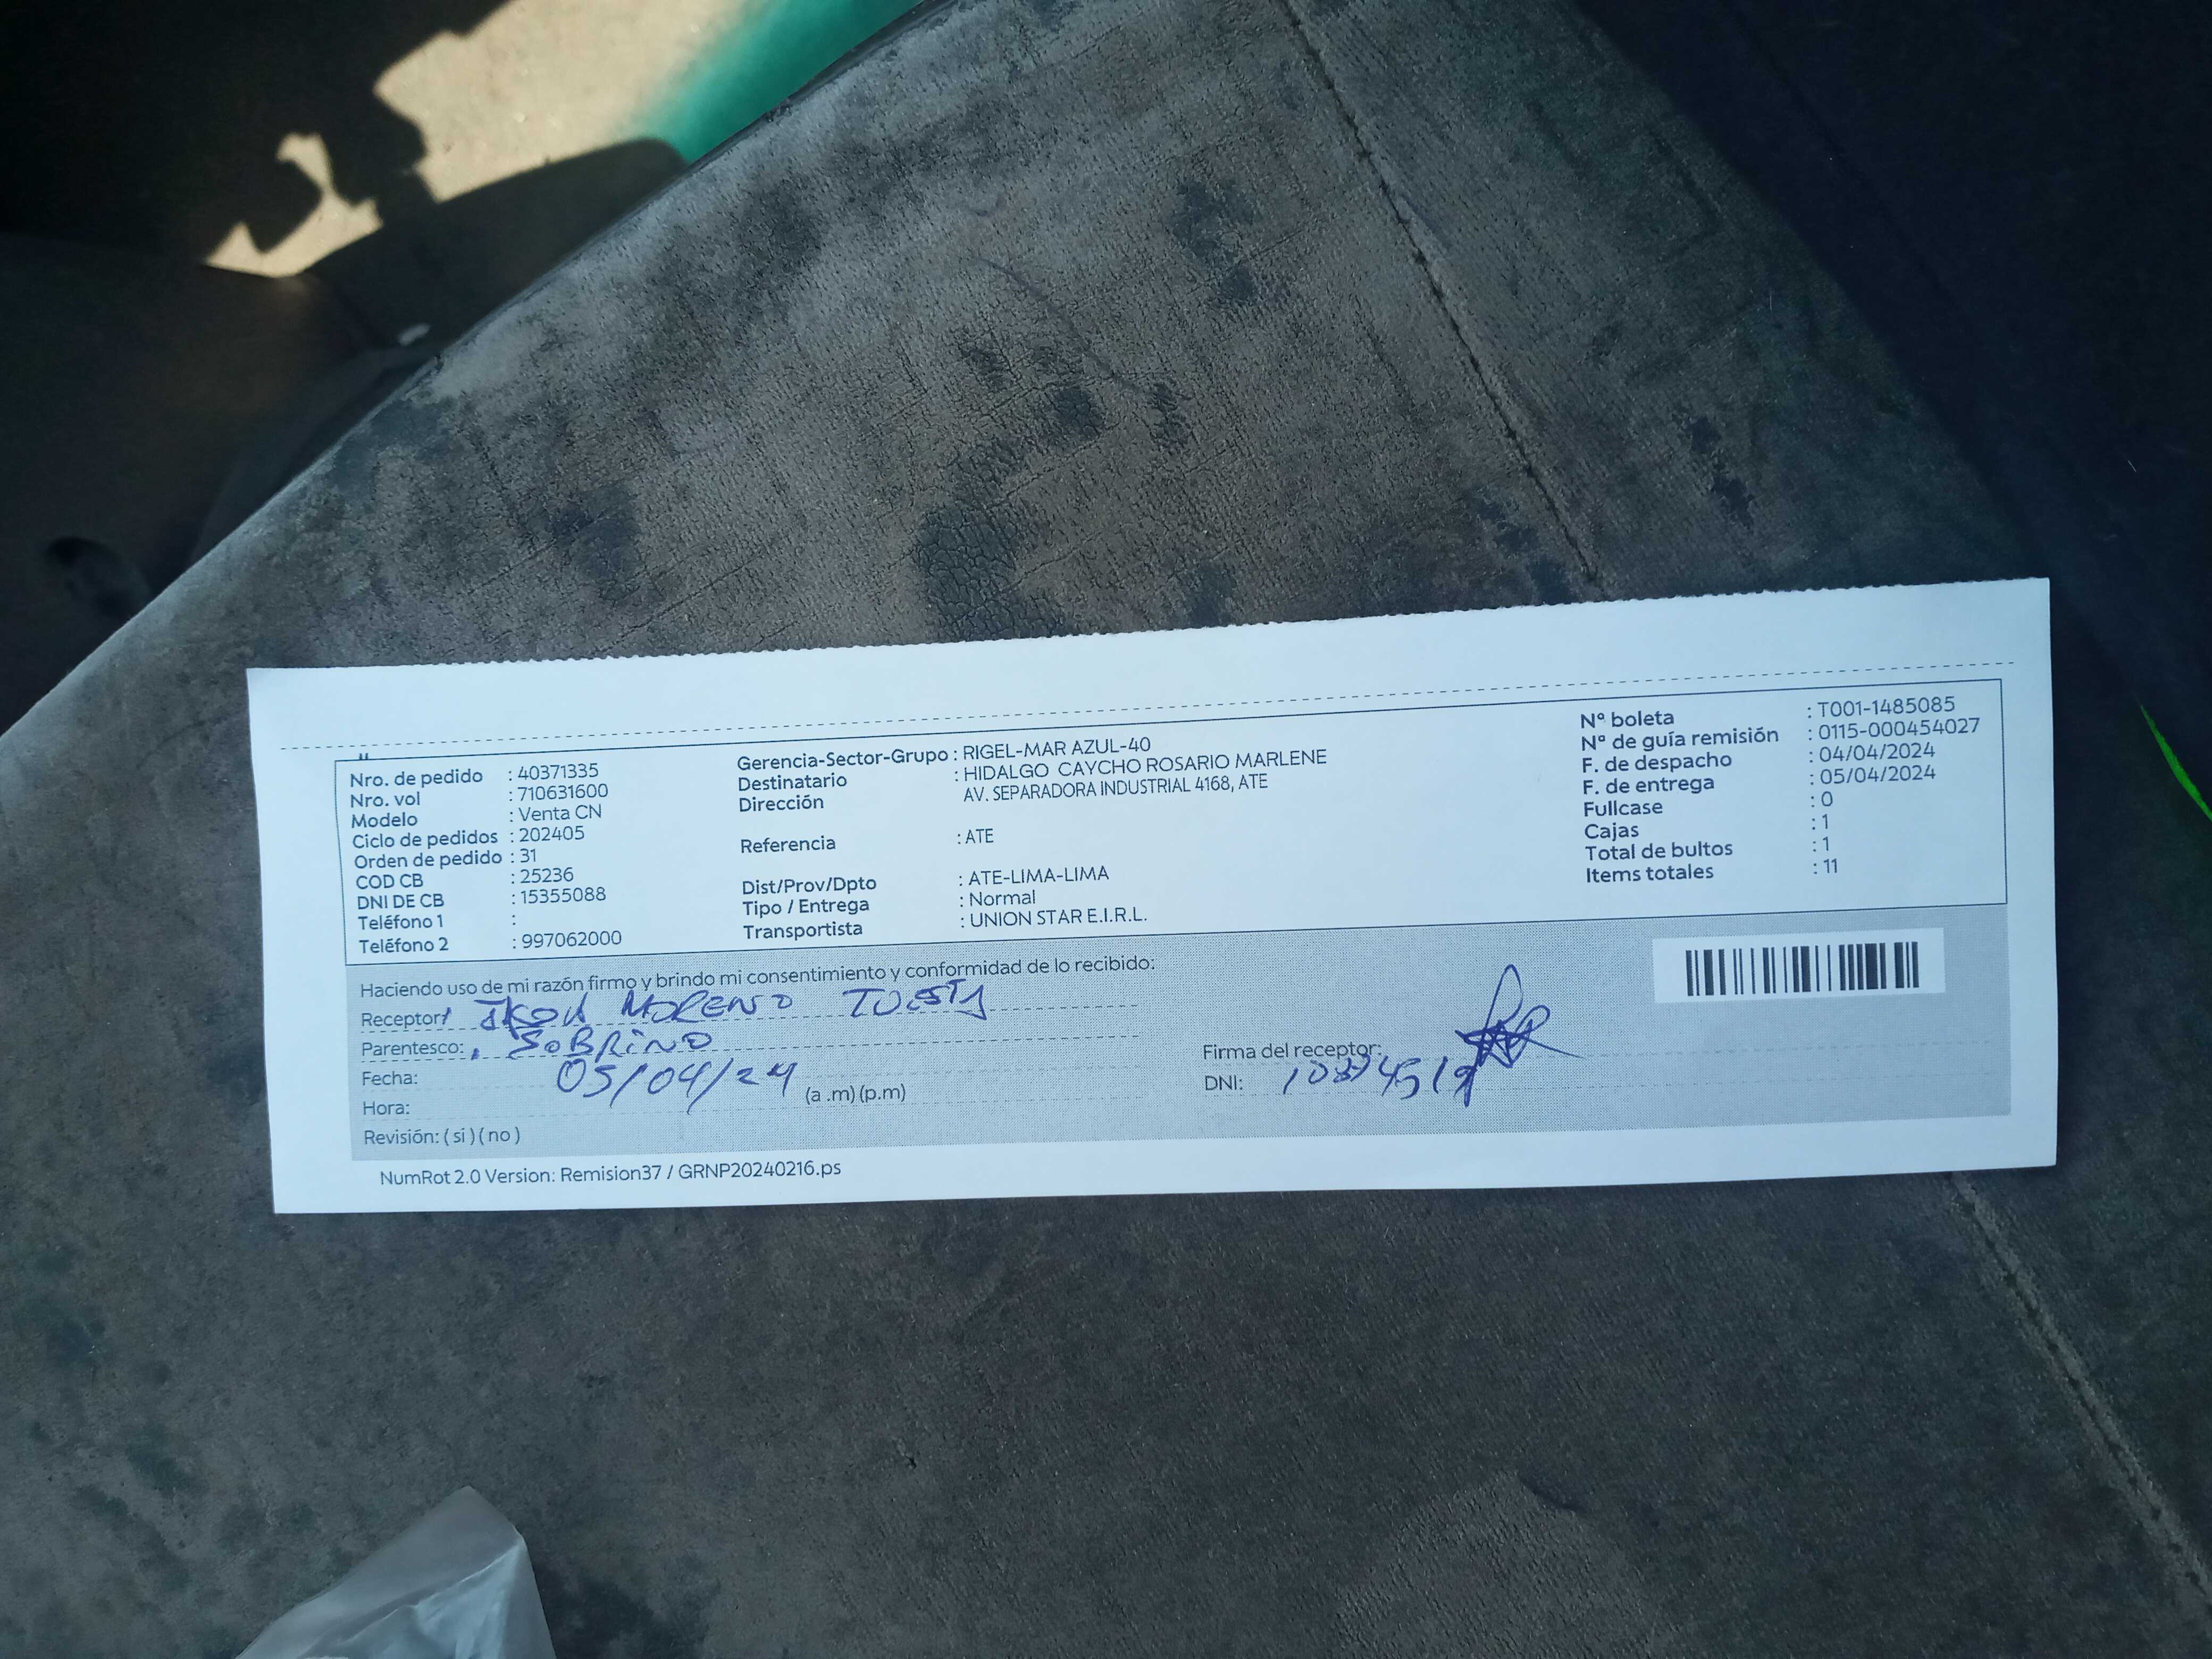 Nro. de pedido : 40371335
Nro. vol : 710631600
Modelo : Venta CN
Ciclo de pedidos : 202405
Orden de pedido : 31
COD CB : 25236
DNI DE CB : 15355088
Teléfono 1 :
Teléfono 2 : 997062000
Gerencia-Sector-Grupo : RIGEL-MAR AZUL-40
Destinatario : HIDALGO CAYCHO ROSARIO MARLENE
Dirección AV. SEPARADORA INDUSTRIAL 4168, ATE
Referencia : ATE
Dist/Prov/Dpto : ATE-LIMA-LIMA
Tipo / Entrega : Normal
Transportista : UNION STAR E.I.R.L.
Nº boleta : T001-1485085
Nº de guía remisión : 0115-000454027
F. de despacho : 04/04/2024
F. de entrega : 05/04/2024
Fullcase : 0
Cajas : 1
Total de bultos : 1
Items totales : 11
Haciendo uso de mi razón firmo y brindo mi consentimiento y conformidad de lo recibido:
Receptor: MORENO
Parentesco: SOBRINO
Fecha: 05/04/24
Hora: (a .m) (p.m)
Revisión: ( si ) ( no )
Firma del receptor:
DNI:
NumRot 2.0 Version: Remision37 / GRNP20240216.ps